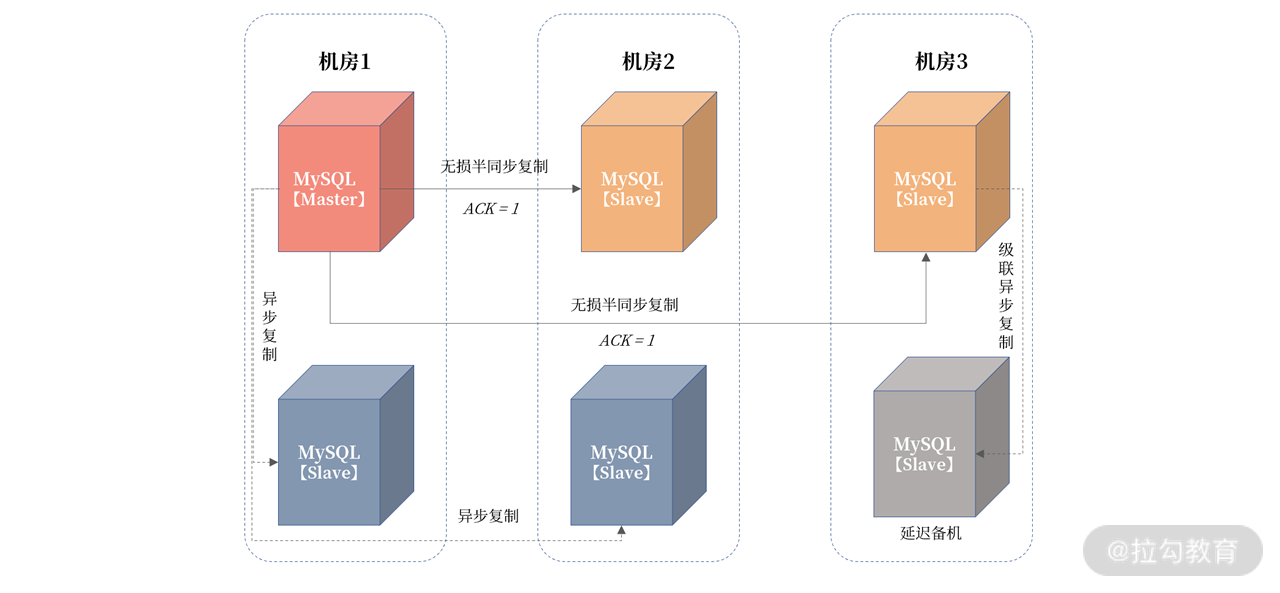 机房1
机房2
机房3
MySQL
【Master】
无损半同步复制
ACK = 1
MySQL
【Slave】
MySQL
【Slave】
级联异步复制
异步复制
无损半同步复制
ACK = 1
MySQL
【Slave】
MySQL
【Slave】
MySQL
【Slave】
异步复制
延迟备机
@拉勾教育